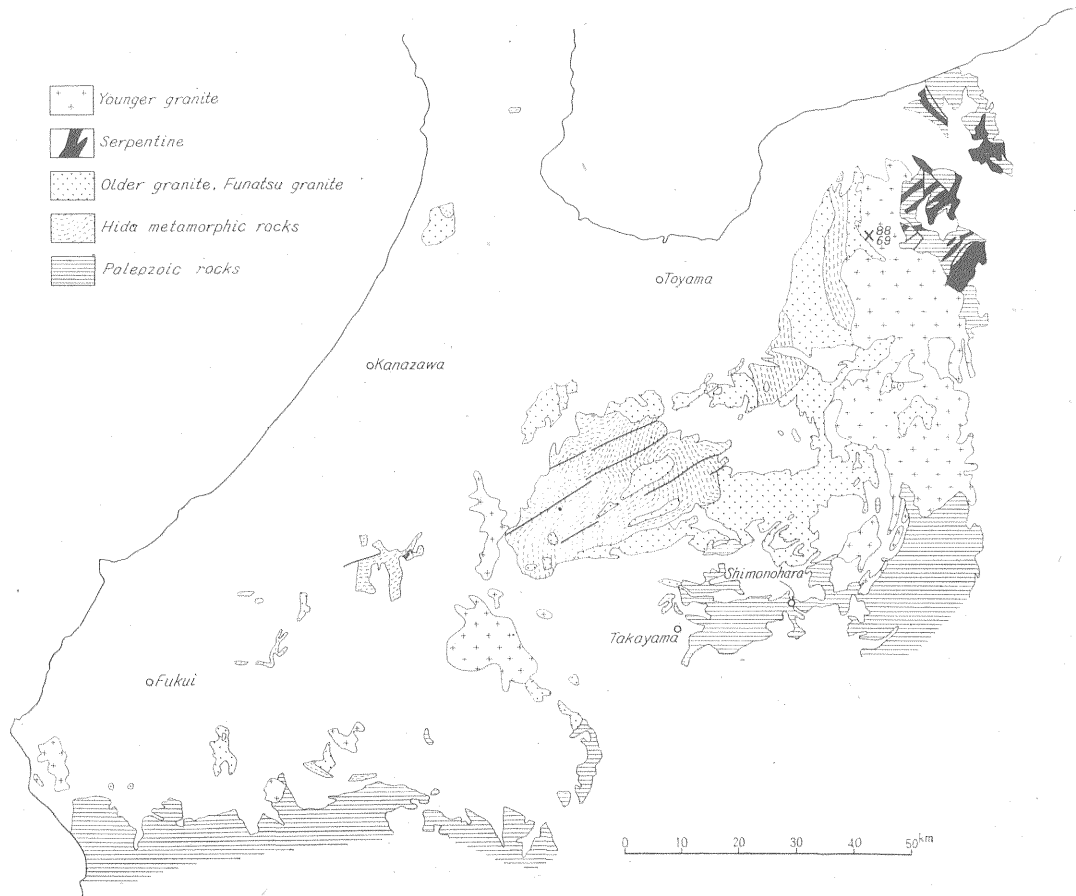 Younger granite
Serpentine
Older granite, Funatsu granite
Hida metamorphic rocks
Palepzoic rocks
88
69
Toyama
Kanazawa
Shimonohara
Takayama
Fukui
0 10 20 30 40 50km